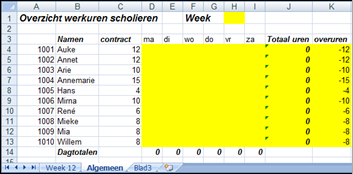 A B C D E F G H I J K
1 Overzicht werkuren scholieren Week
2
3 Namen contract ma di wo do vr za Totaal uren overuren
4 1001 Auke 12 0 -12
5 1002 Annet 12 0 -12
6 1003 Arie 10 0 -10
7 1004 Annemarie 15 0 -15
8 1005 Hans 4 0 -4
9 1006 Mirna 10 0 -10
10 1007 René 6 0 -6
11 1008 Mieke 8 0 -8
12 1009 Mia 8 0 -8
13 1010 Willem 8 0 -8
14 Dagtotalen 0 0 0 0 0 0
15
Week 12 Algemeen Blad3